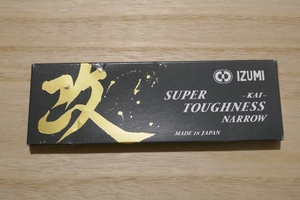 改
IZUMI
SUPER -KAI-
TOUGHNESS
NARROW
MADE IN JAPAN